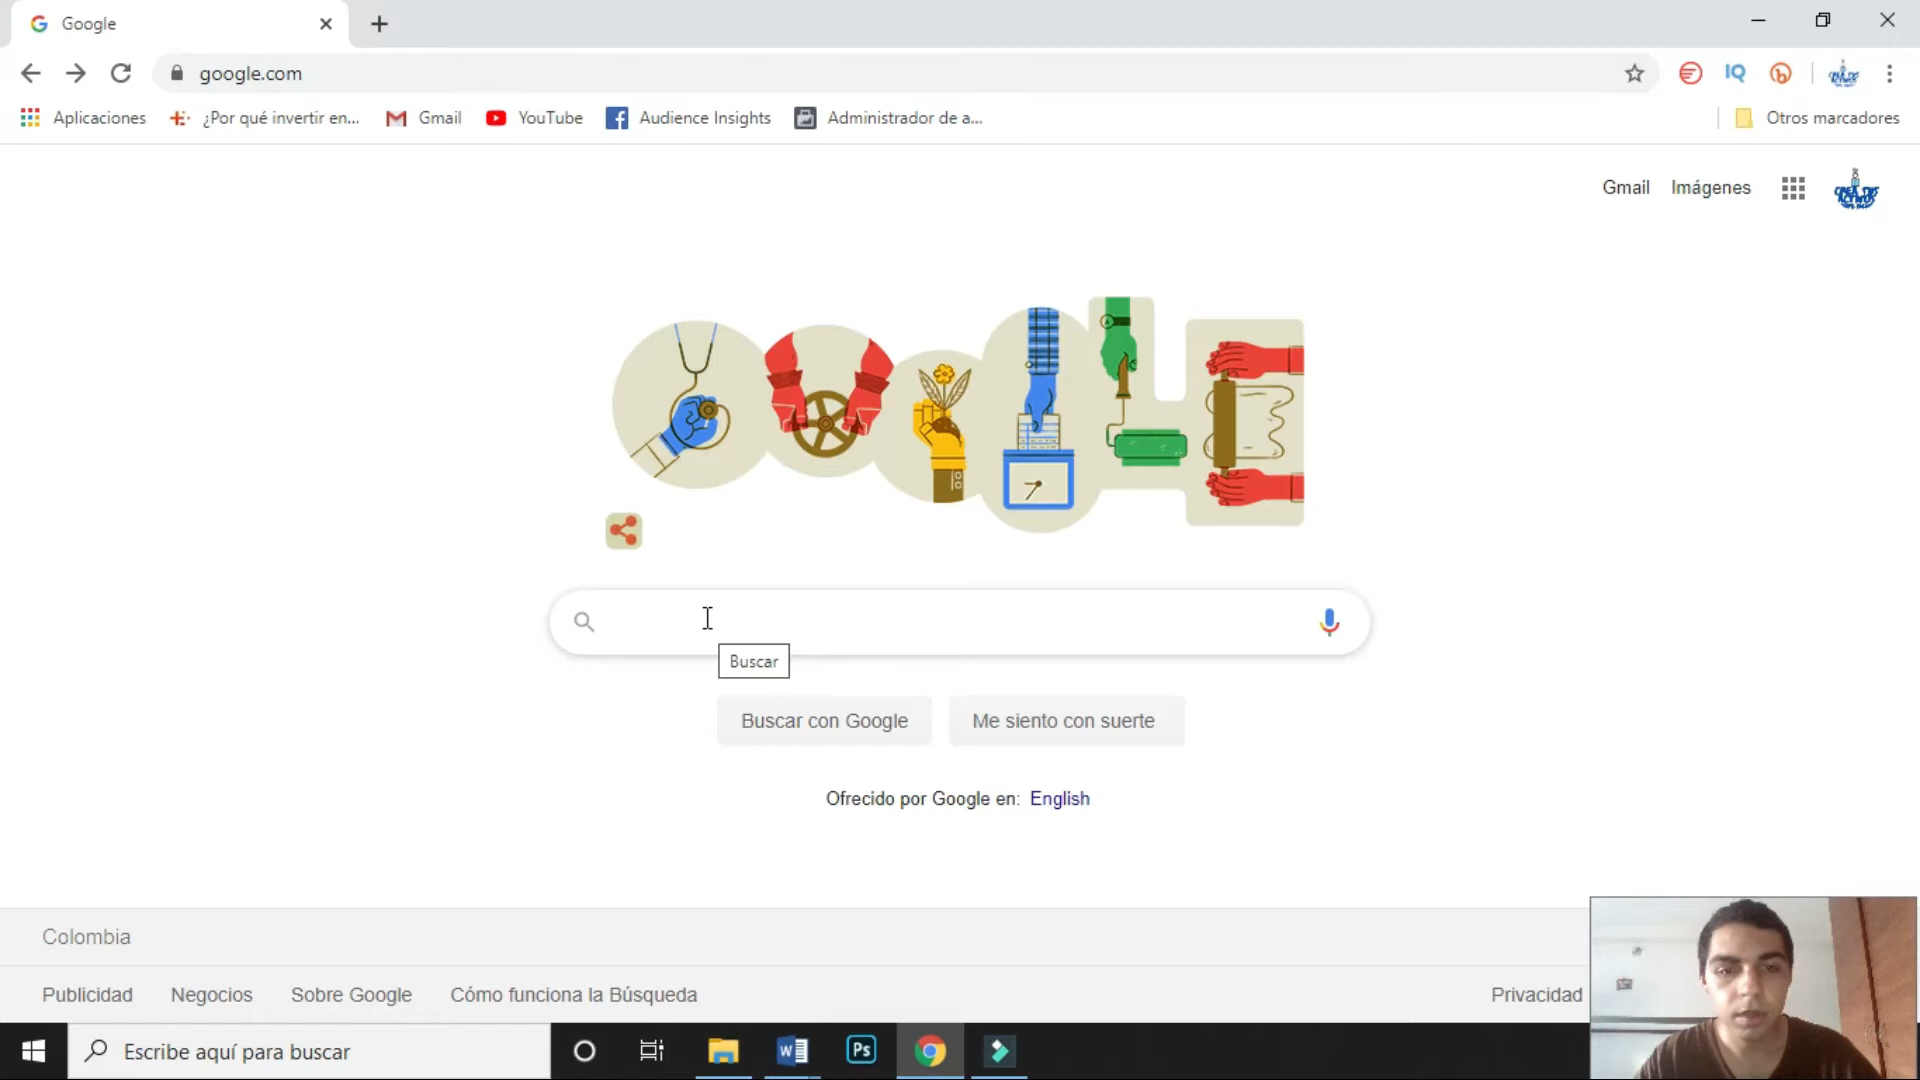 Google
google.com
IQ
Aplicaciones
¿Por qué invertir en...
Gmail
YouTube
Audience Insights
Administrador de a...
Otros marcadores
Gmail
Imágenes
Buscar
Buscar con Google
Me siento con suerte
Ofrecido por Google en: English
Colombia
Publicidad
Negocios
Sobre Google
Cómo funciona la Búsqueda
Privacidad
Escribe aquí para buscar
W
Ps